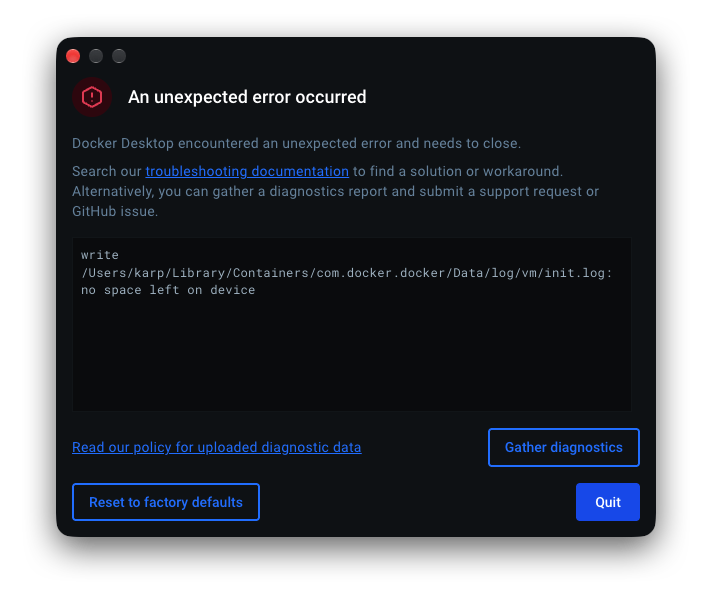 An unexpected error occurred
Docker Desktop encountered an unexpected error and needs to close.
Search our troubleshooting documentation to find a solution or workaround.
Alternatively, you can gather a diagnostics report and submit a support request or
GitHub issue.
write
/Users/karp/Library/Containers/com.docker.docker/Data/log/vm/init.log:
no space left on device
Read our policy for uploaded diagnostic data
Gather diagnostics
Reset to factory defaults
Quit